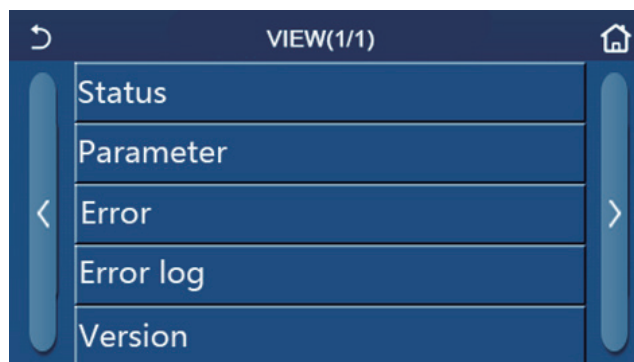 VIEW(1/1)
Status
Parameter
Error
Error log
Version